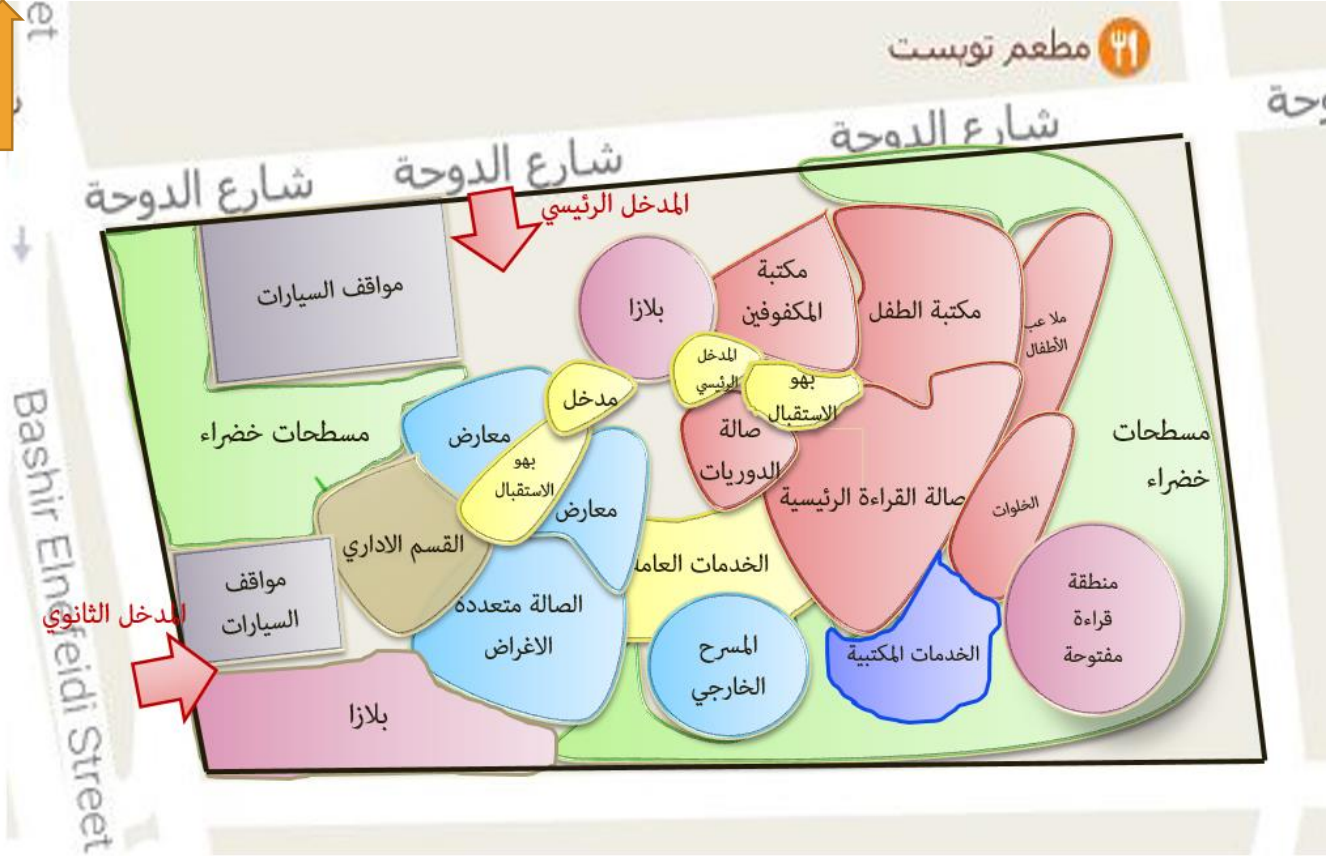 et
مطعم توبست
شارع الدوحة
شارع الدوحة
شارع الدوحة
وحة
المدخل الرئيسي
مواقف السيارات
بلازا
مكتبة
المكفوفين
مكتبة الطفل
ملا عب
الأطفال
المدخل
الرئيسي
بهو
الاستقبال
مدخل
معارض
بهو
الاستقبال
معارض
صالة
الدوريات
مسطحات خضراء
مسطحات
خضراء
صالة القراءة الرئيسية
الخلوات
القسم الاداري
الخدمات العامه
مواقف
السيارات
المدخل الثانوي
الصالة متعددة
الاغراض
المسرح
الخارجي
الخدمات المكتبية
منطقة
قراءة
مفتوحة
بلازا
Bashir Elnefeidi Street